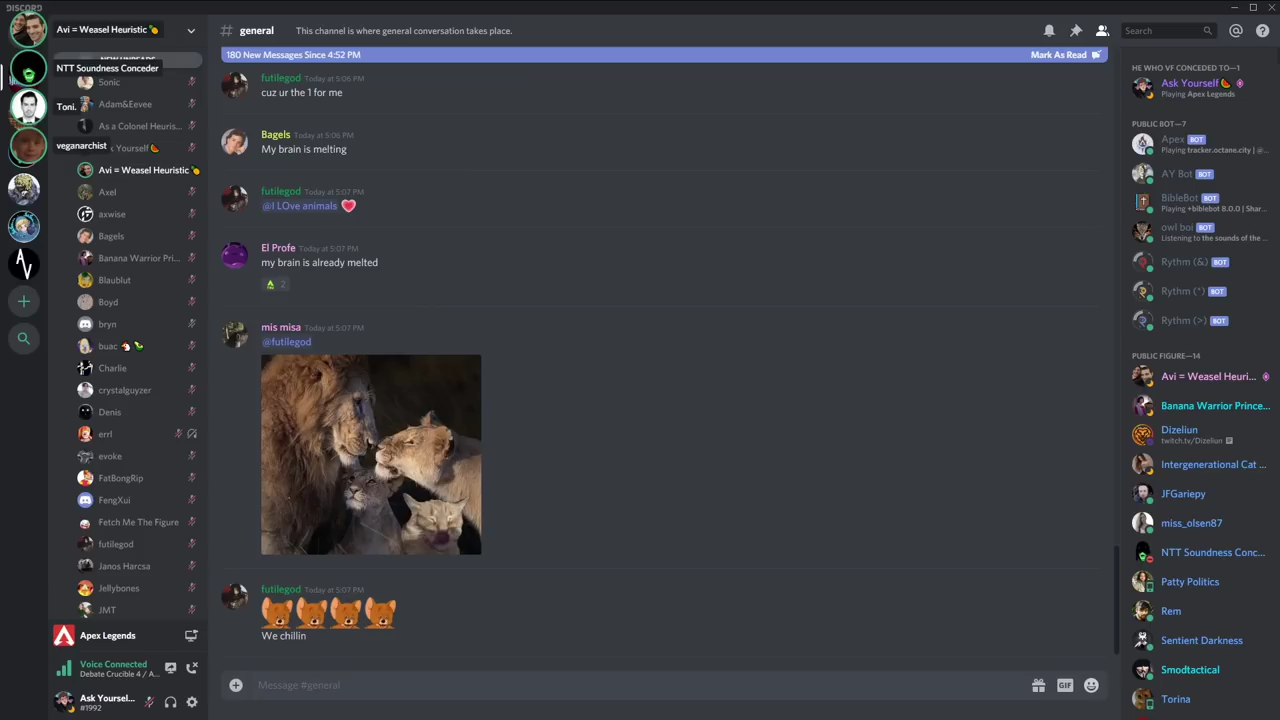 DISCORD
Avi = Weasel Heuristic
NTT Soundness Conceder
5onic
Toni.
Adam&Eevee
As a Colonel Heuris...
veganarchist
k Yourself
Avi = Weasel Heuristic
Axel
axwise
Bagels
Banana Warrior Pri...
Blaublut
Boyd
bryn
buac
Charlie
crystalguyzer
Denis
errl
evoke
FatBongRip
FengXui
Fetch Me The Figure
futilegod
Janos Harcsa
Jellybones
JMT
Apex Legends
Voice Connected
Debate Crucible 4 / A...
Ask Yoursel...
#1992
# general
This channel is where general conversation takes place.
Search
180 New Messages Since 4:52 PM
Mark As Read
futilegod Today at 5:06 PM
cuz ur the 1 for me
Bagels Today at 5:06 PM
My brain is melting
futilegod Today at 5:07 PM
@I LOve animals
El Profe Today at 5:07 PM
my brain is already melted
2
mis misa Today at 5:07 PM
@futilegod
futilegod Today at 5:07 PM
We chillin
Message #general
GIF
HE WHO VF CONCEDED TO—1
Ask Yourself
Playing Apex Legends
PUBLIC BOT—7
Apex BOT
Playing tracker.octane.city | @...
AY Bot BOT
BibleBot BOT
Playing +biblebot 8.0.0 | Shar...
owl boi BOT
Listening to the sounds of the...
Rythm (&) BOT
Rythm (*) BOT
Rythm (>) BOT
PUBLIC FIGURE—14
Avi = Weasel Heuri...
Banana Warrior Prince...
Dizeliun
twitch.tv/Dizeliun
Intergenerational Cat ...
JFGariepy
miss_olsen87
NTT Soundness Conc...
Patty Politics
Rem
Sentient Darkness
Smodtactical
Torina